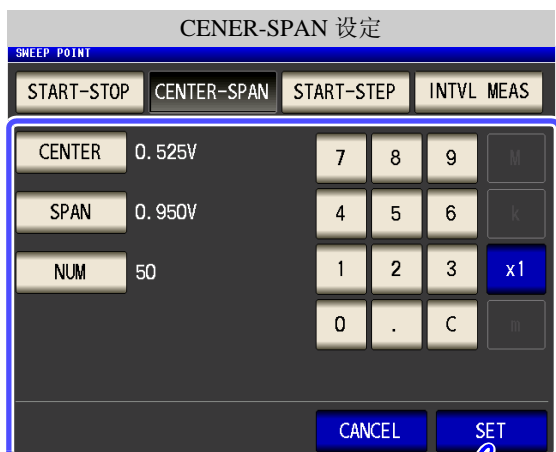 CENER-SPAN 设定
SWEEP POINT
START-STOP CENTER-SPAN START-STEP INTVL MEAS
CENTER 0.525V 7 8 9 M
SPAN 0.950V 4 5 6 k
NUM 50 1 2 3 x1
0 . C m
CANCEL SET